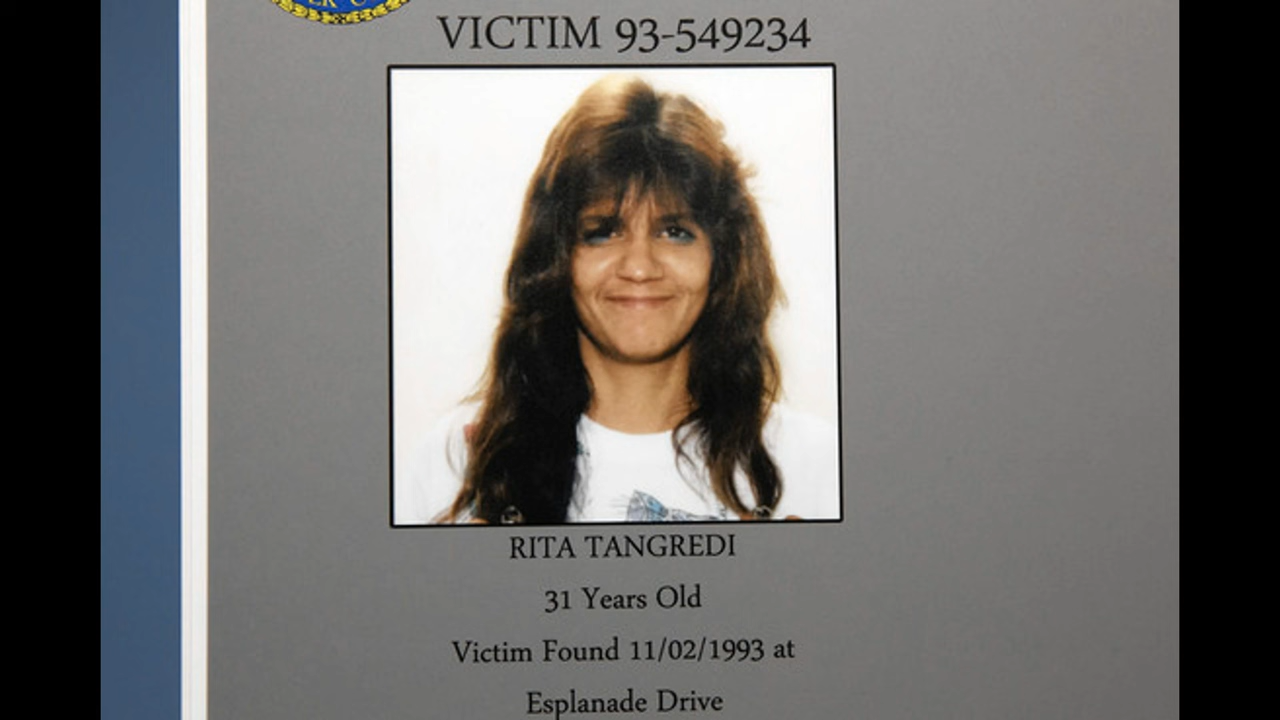 VICTIM 93-549234
RITA TANGREDI
31 Years Old
Victim Found 11/02/1993 at
Esplanade Drive